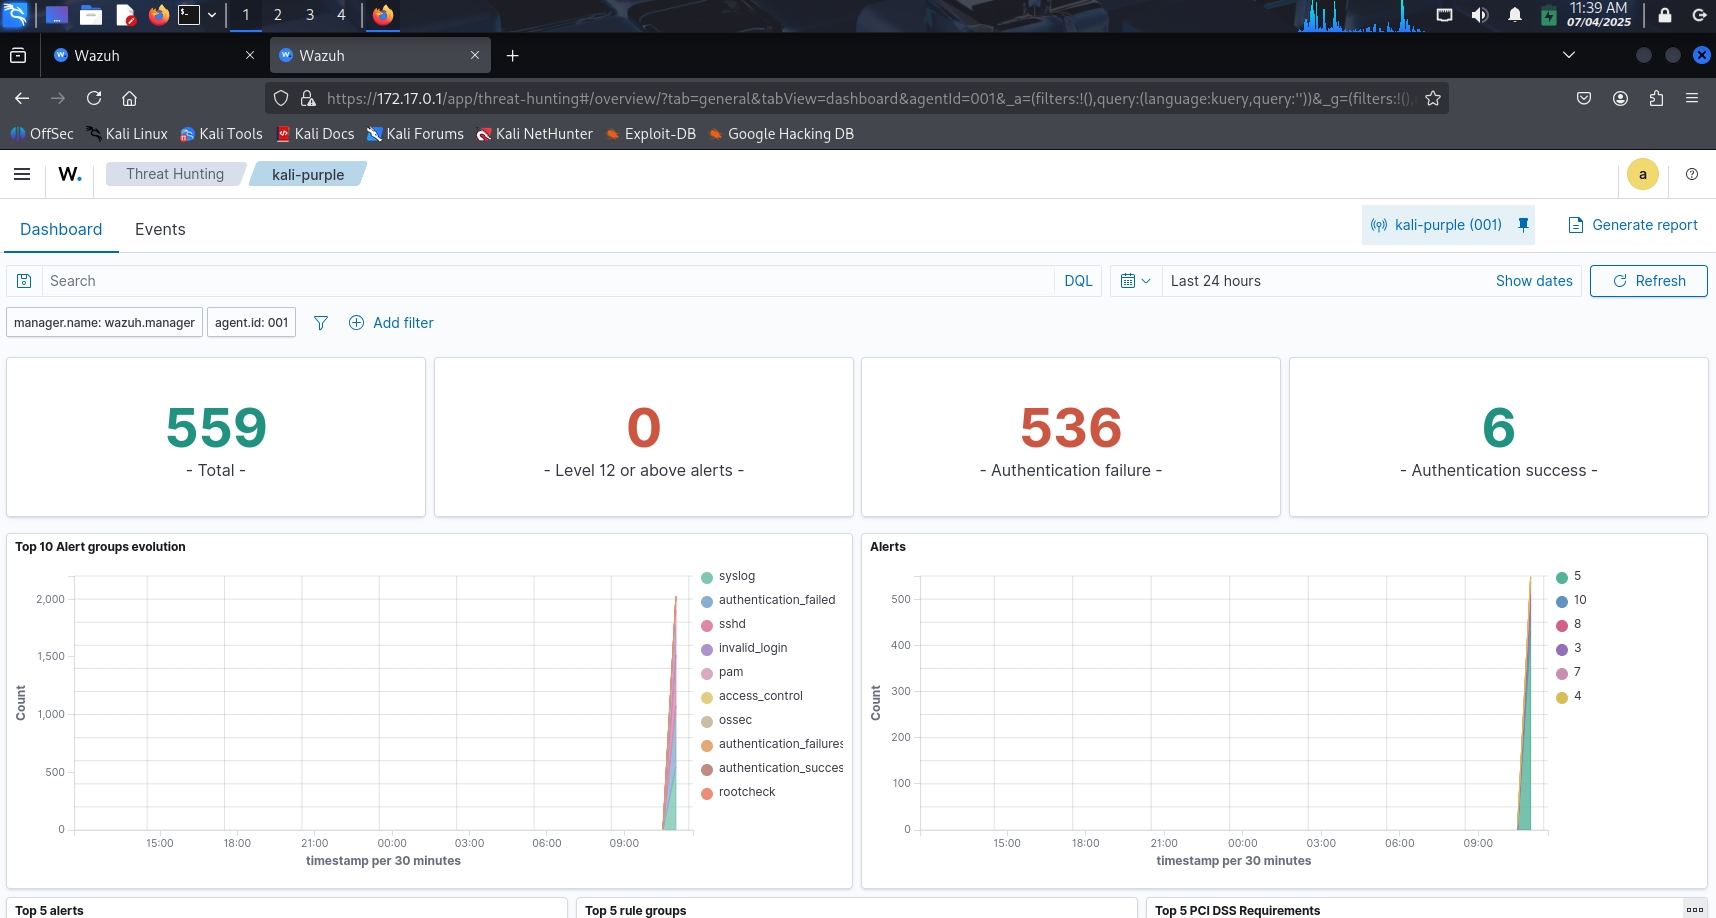 1 2 3 4
11:39 AM
07/04/2025
Wazuh
Wazuh
https://172.17.0.1/app/threat-hunting#/overview/?tab=general&tabView=dashboard&agentId=001&_a=(filters:!(),query:(language:kuery,query:''))&_g=(filters:!(),
OffSec Kali Linux Kali Tools Kali Docs Kali Forums Kali NetHunter Exploit-DB Google Hacking DB
W. Threat Hunting kali-purple a
Dashboard Events kali-purple (001) Generate report
Search DQL Last 24 hours Show dates Refresh
manager.name: wazuh.manager agent.id: 001 Add filter
559
- Total -
0
- Level 12 or above alerts -
536
- Authentication failure -
6
- Authentication success -
Top 10 Alert groups evolution
Count
2,000
1,500
1,000
500
0
15:00 18:00 21:00 00:00 03:00 06:00 09:00
timestamp per 30 minutes
syslog
authentication_failed
sshd
invalid_login
pam
access_control
ossec
authentication_failures
authentication_succes
rootcheck
Alerts
Count
500
400
300
200
100
0
15:00 18:00 21:00 00:00 03:00 06:00 09:00
timestamp per 30 minutes
5
10
8
3
7
4
Top 5 alerts
Top 5 rule groups
Top 5 PCI DSS Requirements